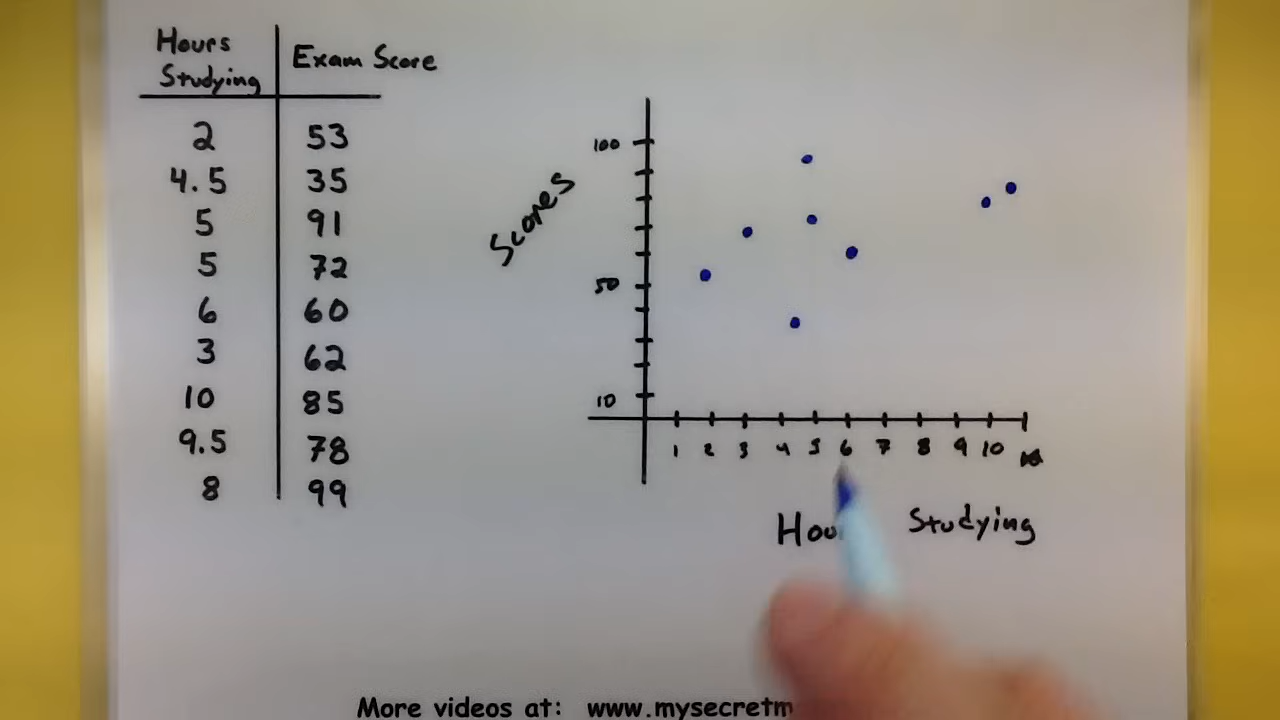 Hours
Studying
Exam Score
2 53
4.5 35
5 91
5 72
6 60
3 62
10 85
9.5 78
8 99
Scores
100
50
10
1 2 3 4 5 6 7 8 9 10
Studying
More videos at: